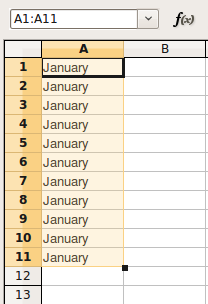 A1:A11 f(x)
A B
1 January
2 January
3 January
4 January
5 January
6 January
7 January
8 January
9 January
10 January
11 January
12
13